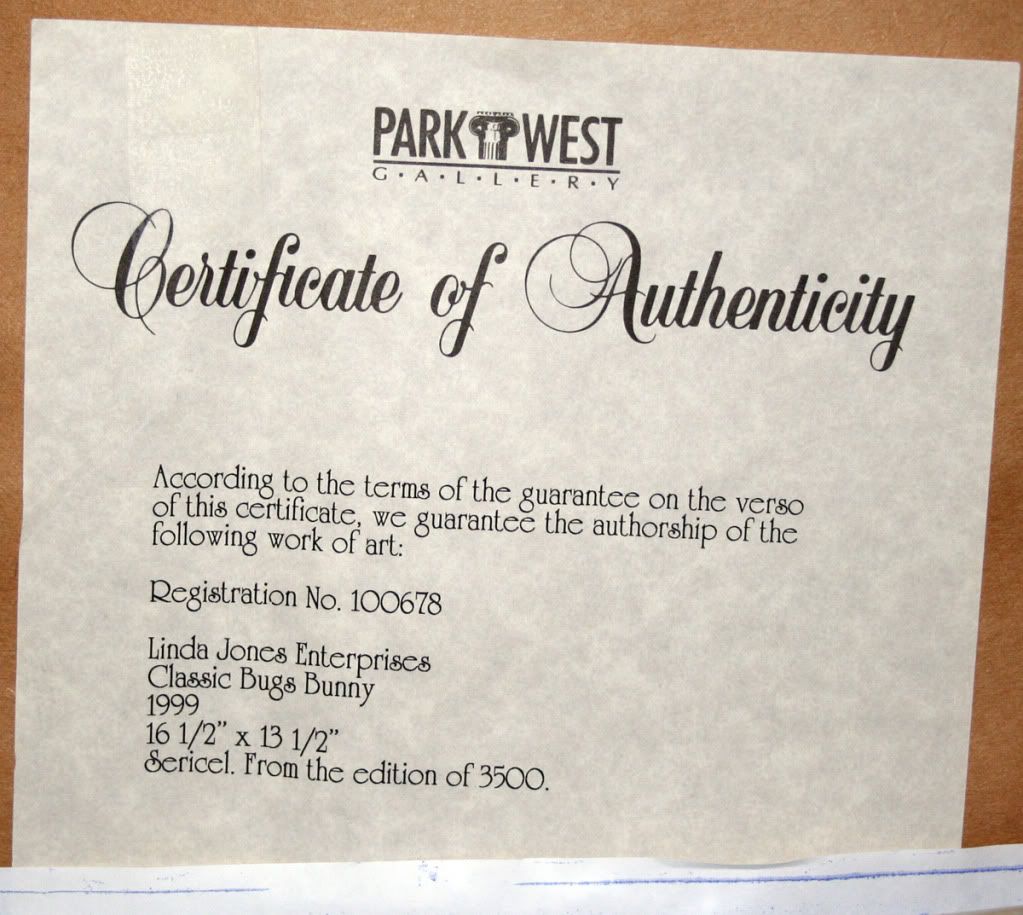 PARK WEST
G·A·L·L·E·R·Y
Certificate of Authenticity
According to the terms of the guarantee on the verso
of this certificate, we guarantee the authorship of the
following work of art:
Registration No. 100678
Linda Jones Enterprises
Classic Bugs Bunny
1999
16 1/2" x 13 1/2"
Sericel. From the edition of 3500.